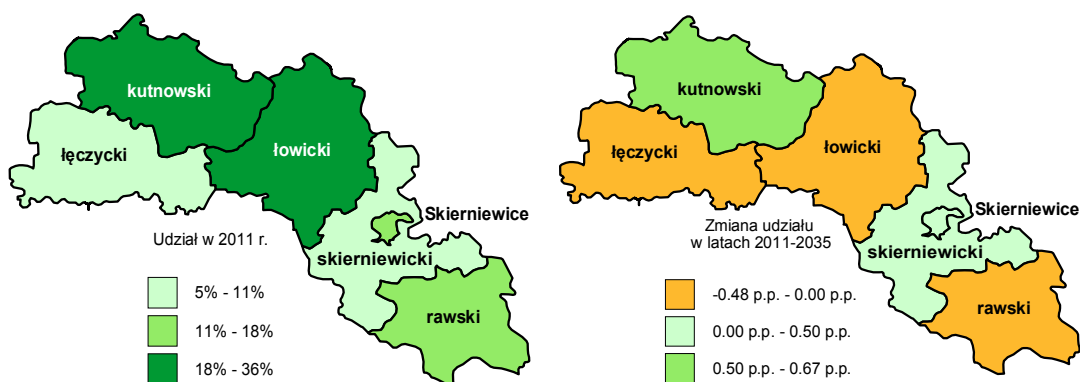 kutnowski
łęczycki
łowicki
Skierniewice
Udział w 2011 r.
skierniewicki
rawski
5% - 11%
11% - 18%
18% - 36%
kutnowski
łęczycki
łowicki
Skierniewice
Zmiana udziału
w latach 2011-2035
skierniewicki
rawski
-0.48 p.p. - 0.00 p.p.
0.00 p.p. - 0.50 p.p.
0.50 p.p. - 0.67 p.p.